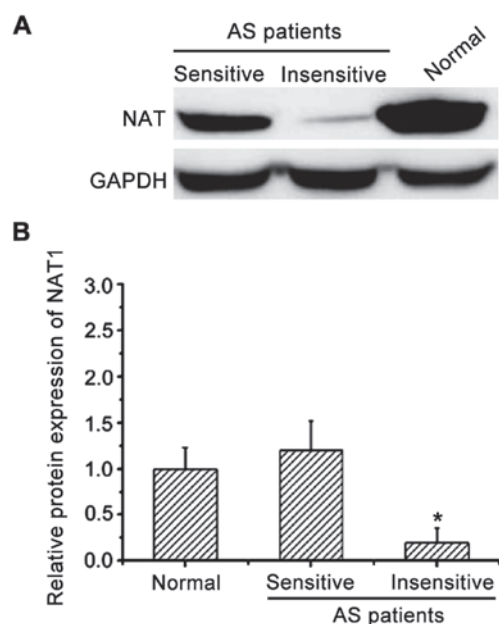 A
AS patients
Sensitive Insensitive Normal
NAT
GAPDH
B
Relative protein expression of NAT1
3.0
2.5
2.0
1.5
1.0
0.5
0.0
*
Normal Sensitive Insensitive
AS patients